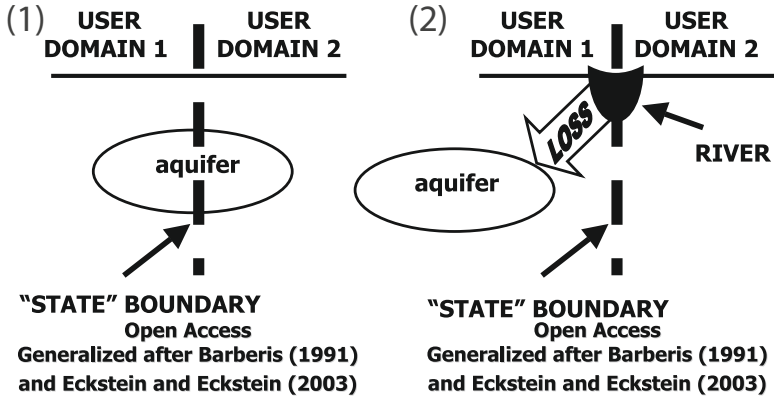 (1)
USER
DOMAIN 1
USER
DOMAIN 2
aquifer
“STATE” BOUNDARY
Open Access
Generalized after Barberis (1991)
and Eckstein and Eckstein (2003)
(2)
USER
DOMAIN 1
USER
DOMAIN 2
LOSS
RIVER
aquifer
“STATE” BOUNDARY
Open Access
Generalized after Barberis (1991)
and Eckstein and Eckstein (2003)